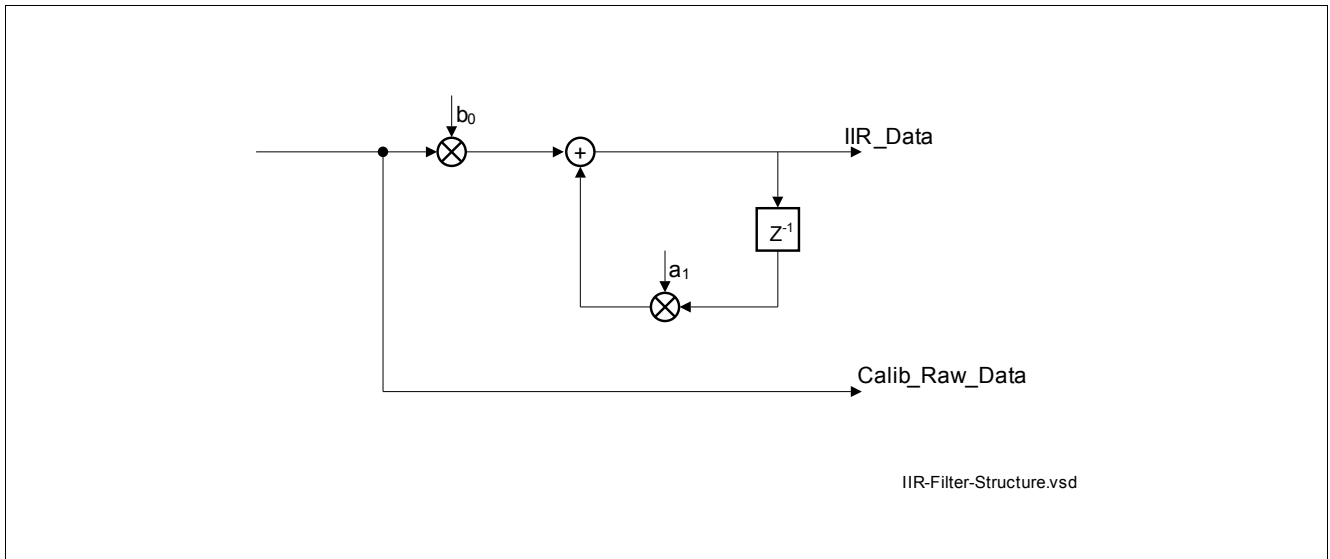 b₀
IIR_Data
+
Z⁻¹
a₁
Calib_Raw_Data
IIR-Filter-Structure.vsd